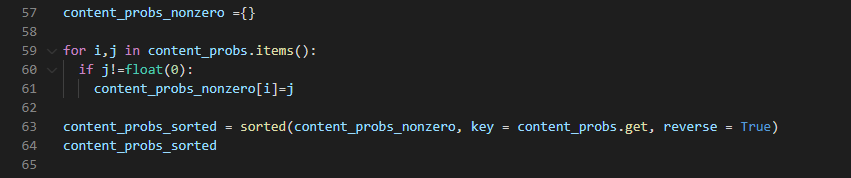 57 content_probs_nonzero ={}
58
59 for i,j in content_probs.items():
60 if j!=float(0):
61 content_probs_nonzero[i]=j
62
63 content_probs_sorted = sorted(content_probs_nonzero, key = content_probs.get, reverse = True)
64 content_probs_sorted
65